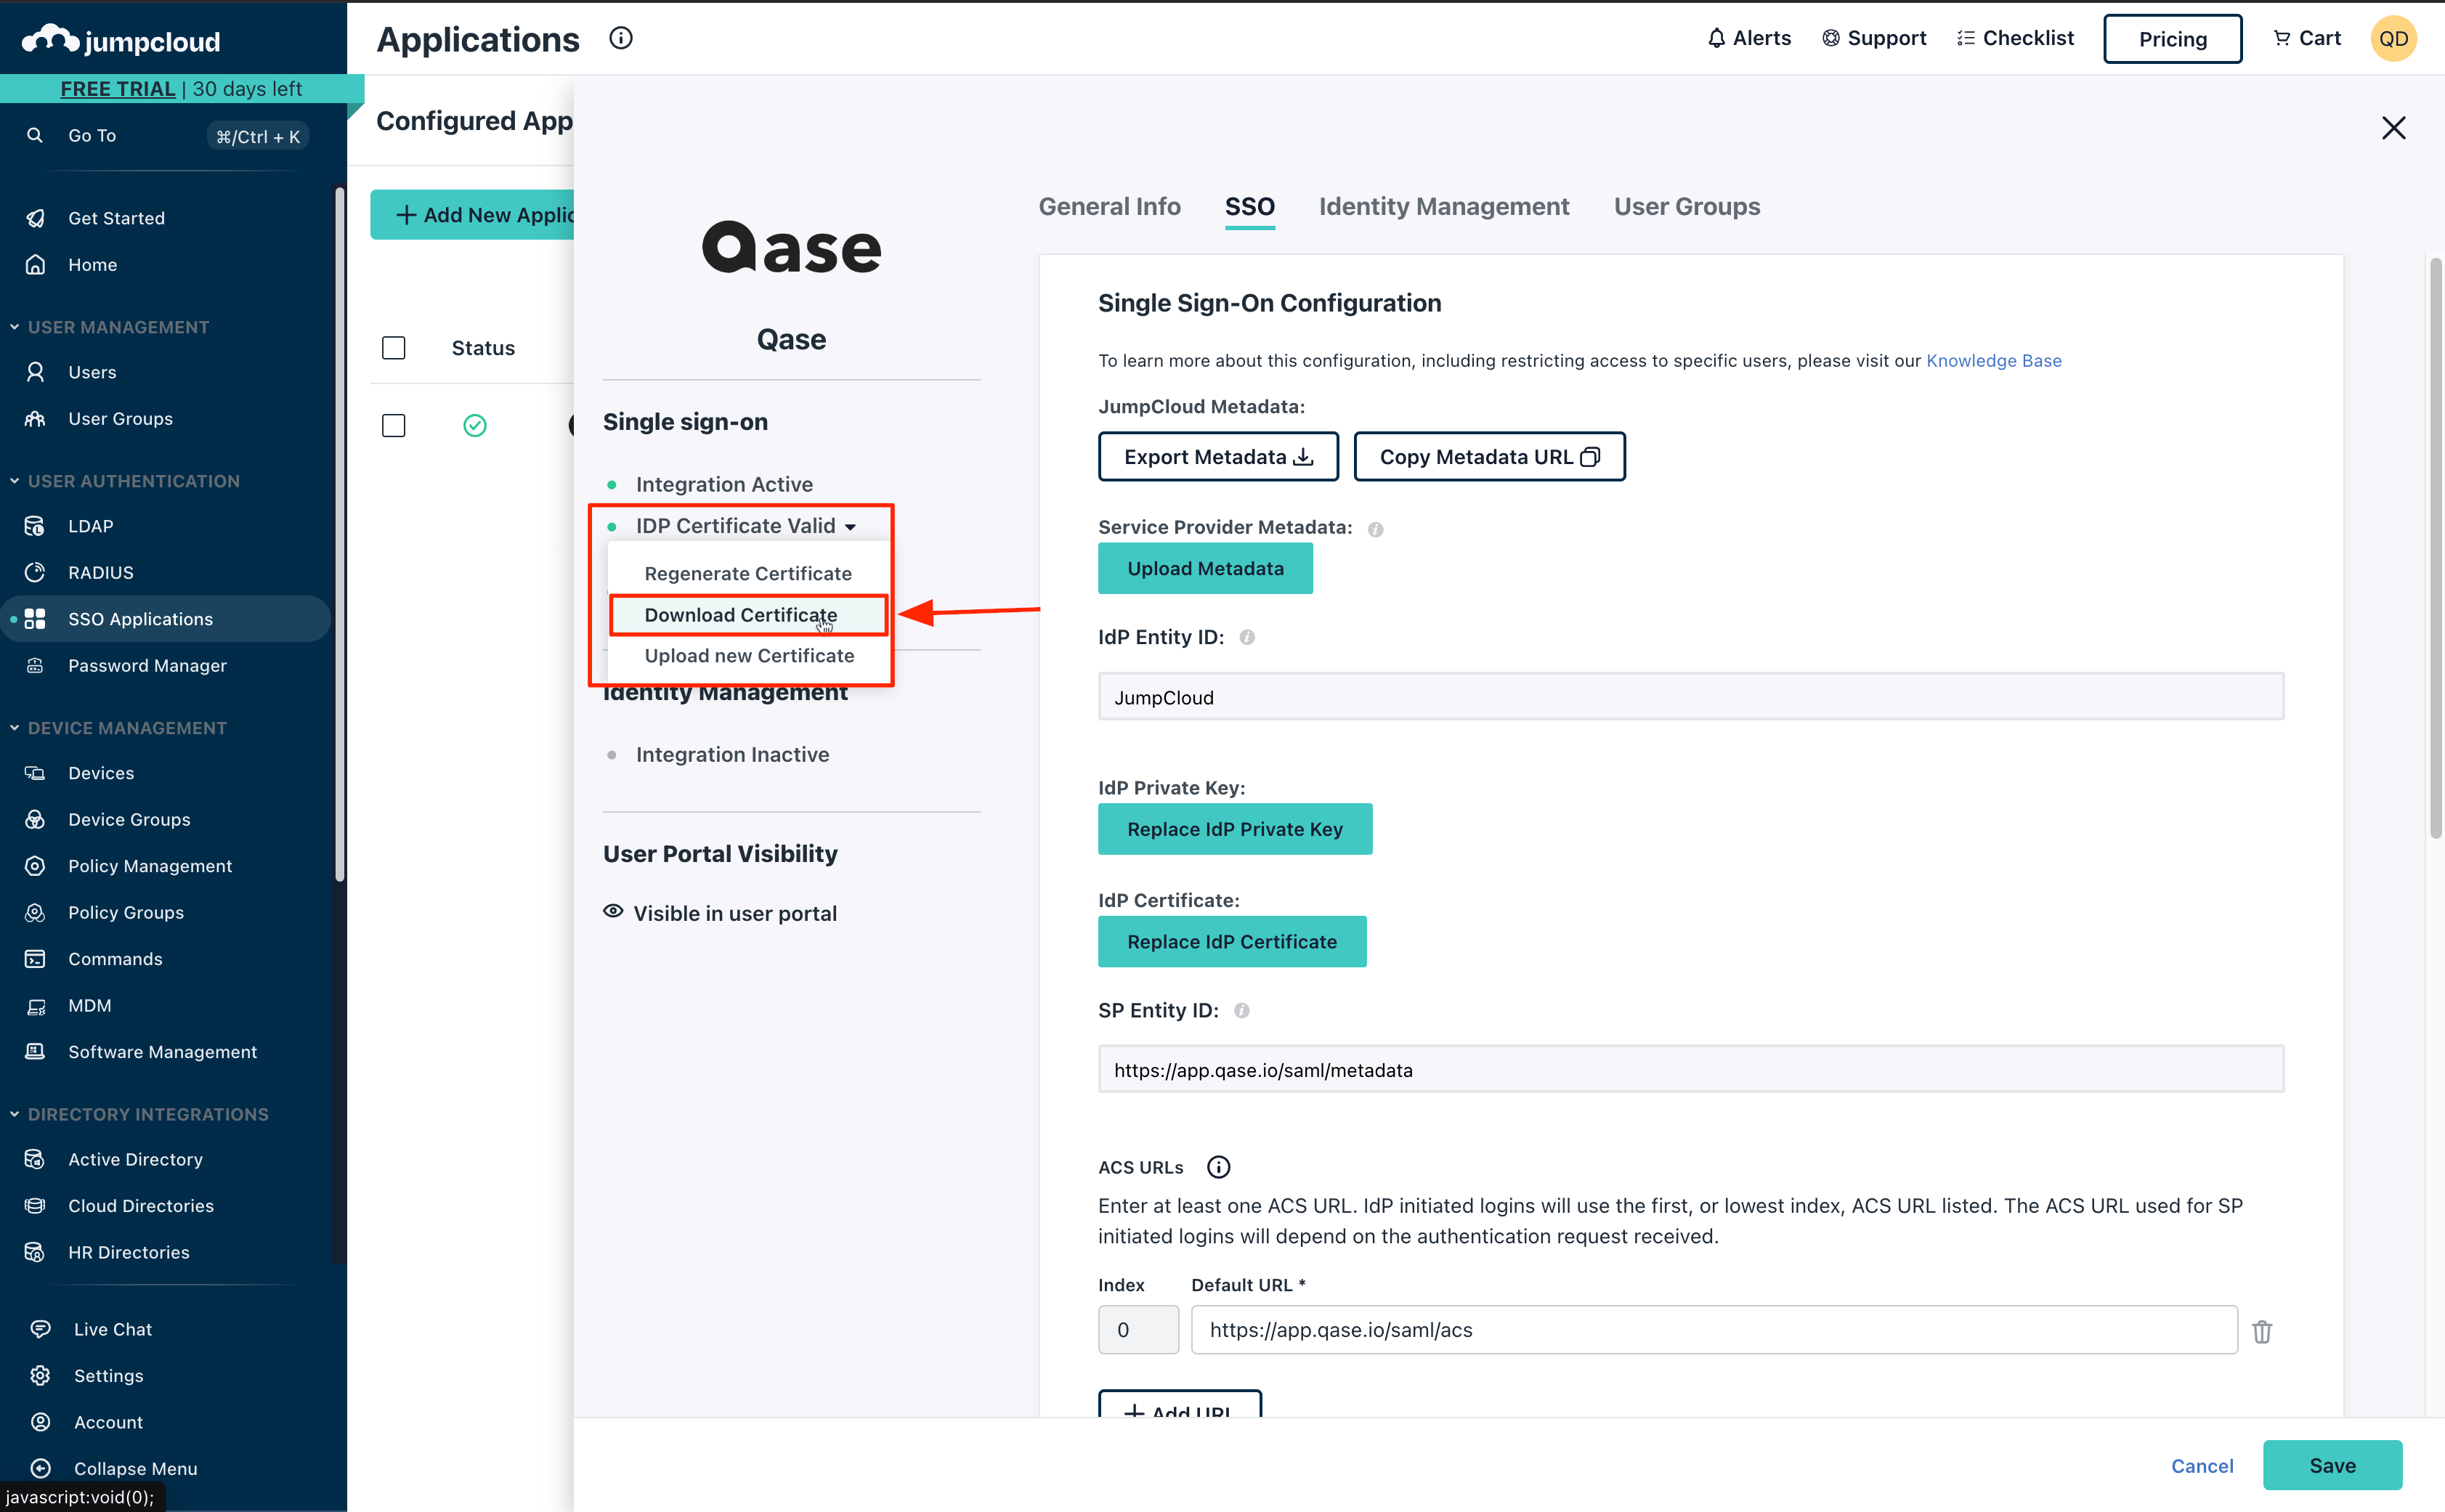 jumpcloud
FREE TRIAL | 30 days left
Go To
⌘/Ctrl + K
Get Started
Home
USER MANAGEMENT
Users
User Groups
USER AUTHENTICATION
LDAP
RADIUS
SSO Applications
Password Manager
DEVICE MANAGEMENT
Devices
Device Groups
Policy Management
Policy Groups
Commands
MDM
Software Management
DIRECTORY INTEGRATIONS
Active Directory
Cloud Directories
HR Directories
Live Chat
Settings
Account
Collapse Menu
javascript:void(0);
Applications
Alerts
Support
Checklist
Pricing
Cart
QD
Configured App
+ Add New Applic
Status
Qase
Qase
Single sign-on
Integration Active
IDP Certificate Valid
Regenerate Certificate
Download Certificate
Upload new Certificate
Identity Management
Integration Inactive
User Portal Visibility
Visible in user portal
General Info
SSO
Identity Management
User Groups
Single Sign-On Configuration
To learn more about this configuration, including restricting access to specific users, please visit our Knowledge Base
JumpCloud Metadata:
Export Metadata
Copy Metadata URL
Service Provider Metadata:
Upload Metadata
IdP Entity ID:
JumpCloud
IdP Private Key:
Replace IdP Private Key
IdP Certificate:
Replace IdP Certificate
SP Entity ID:
https://app.qase.io/saml/metadata
ACS URLs
Enter at least one ACS URL. IdP initiated logins will use the first, or lowest index, ACS URL listed. The ACS URL used for SP
initiated logins will depend on the authentication request received.
Index
Default URL *
0
https://app.qase.io/saml/acs
+ Add URL
Cancel
Save